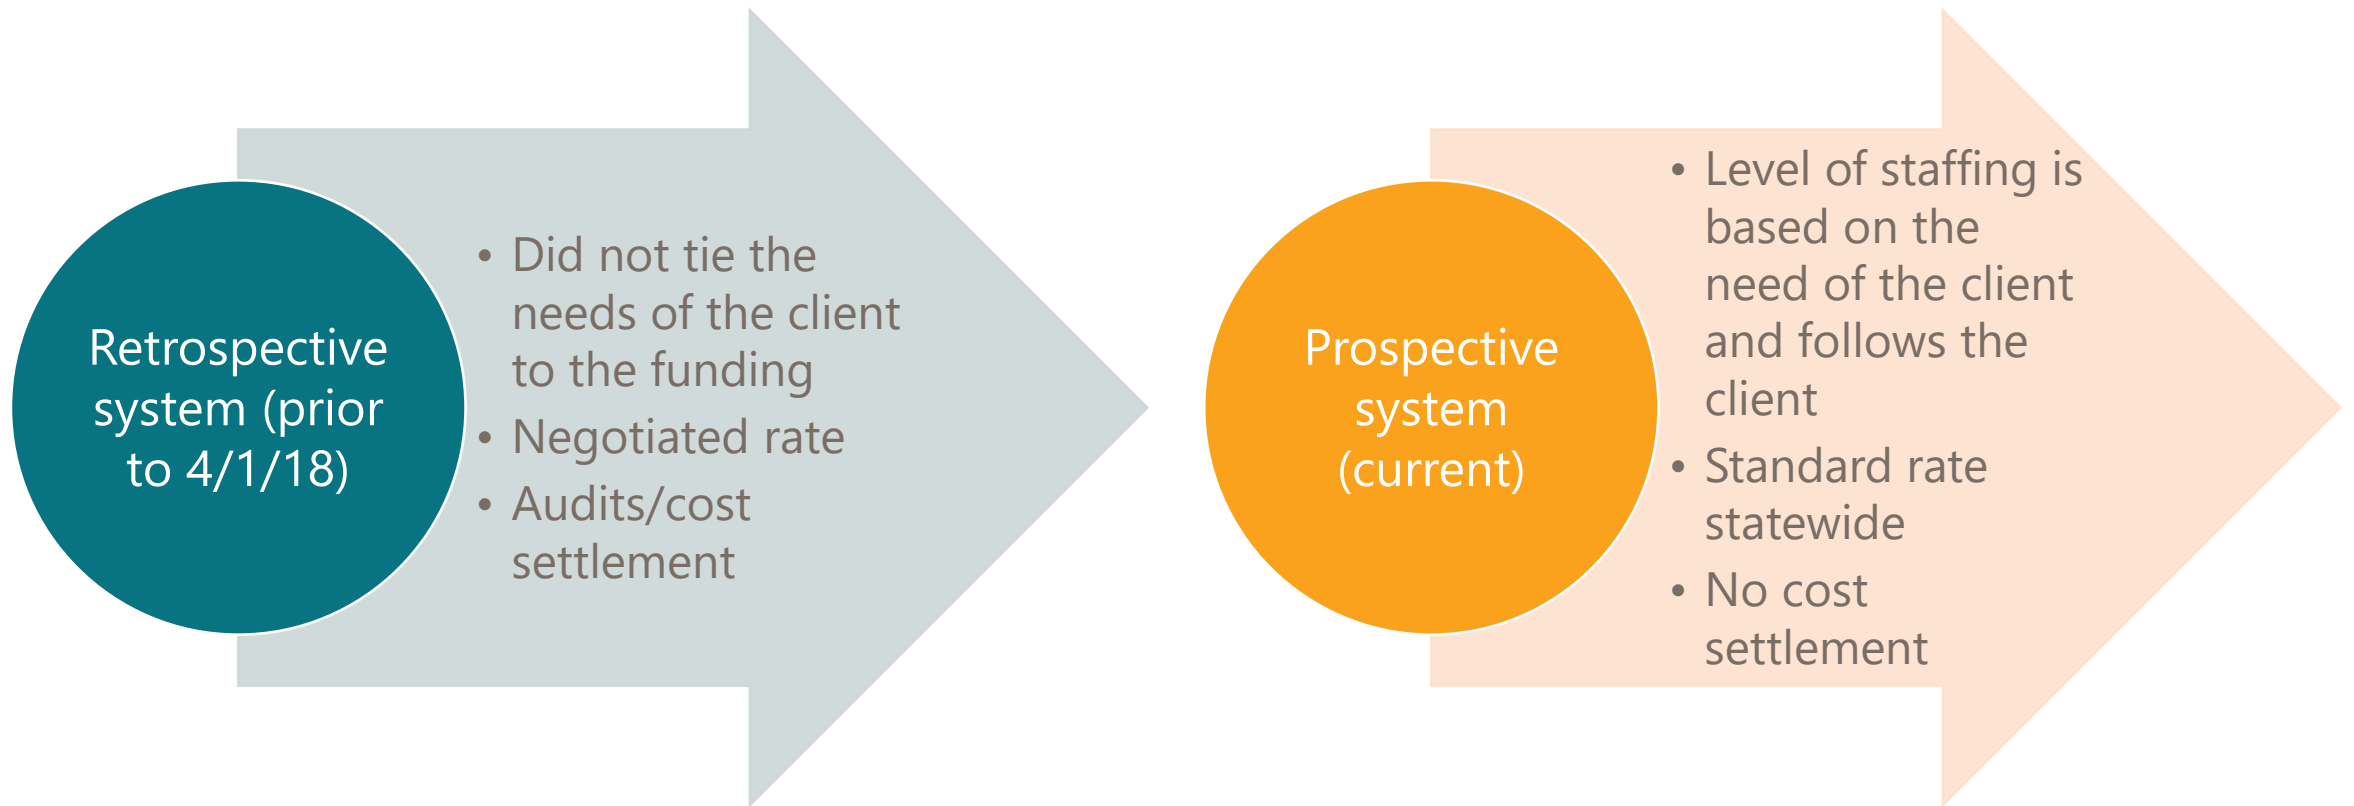 Retrospective
system (prior
to 4/1/18)
• Did not tie the
needs of the client
to the funding
• Negotiated rate
• Audits/cost
settlement
Prospective
system
(current)
• Level of staffing is
based on the
need of the client
and follows the
client
• Standard rate
statewide
• No cost
settlement